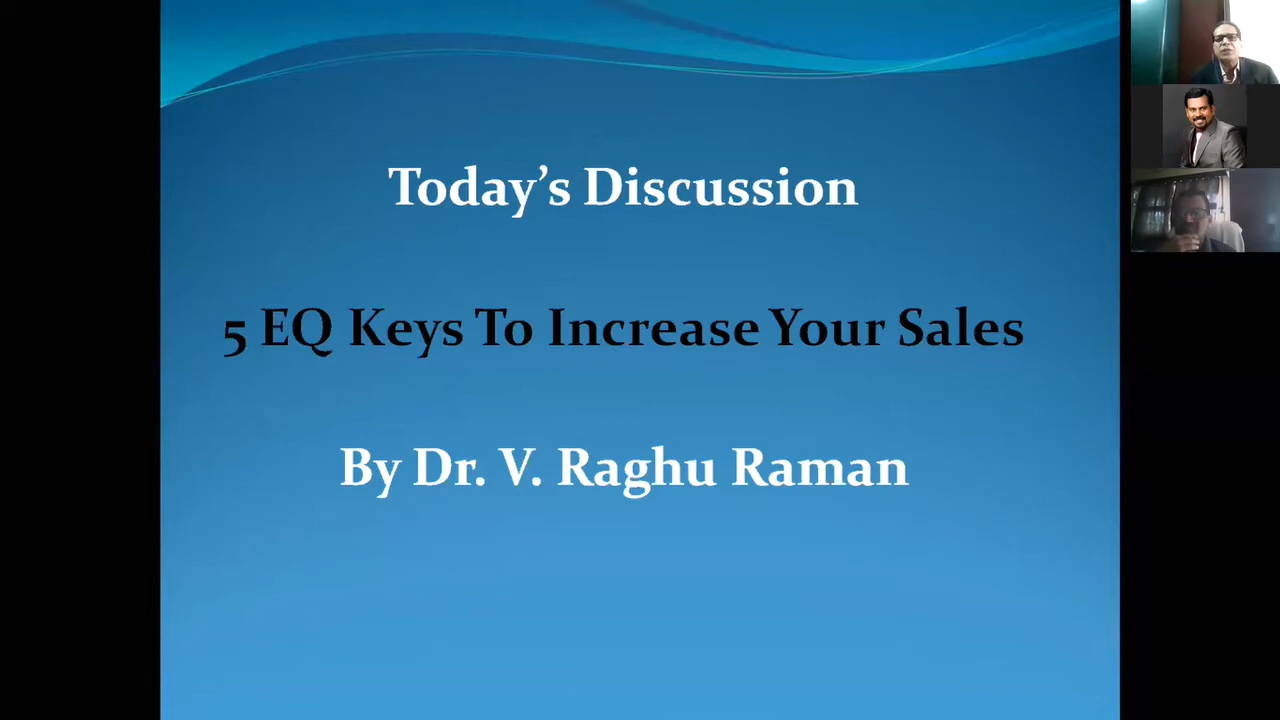 Today’s Discussion
5 EQ Keys To Increase Your Sales
By Dr. V. Raghu Raman